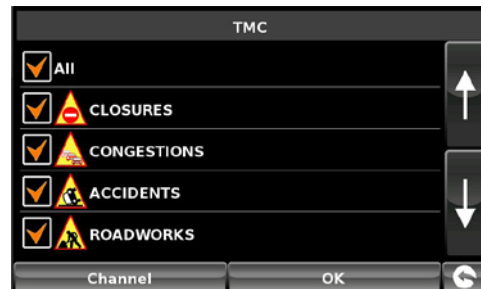 TMC
All
CLOSURES
CONGESTIONS
ACCIDENTS
ROADWORKS
Channel OK